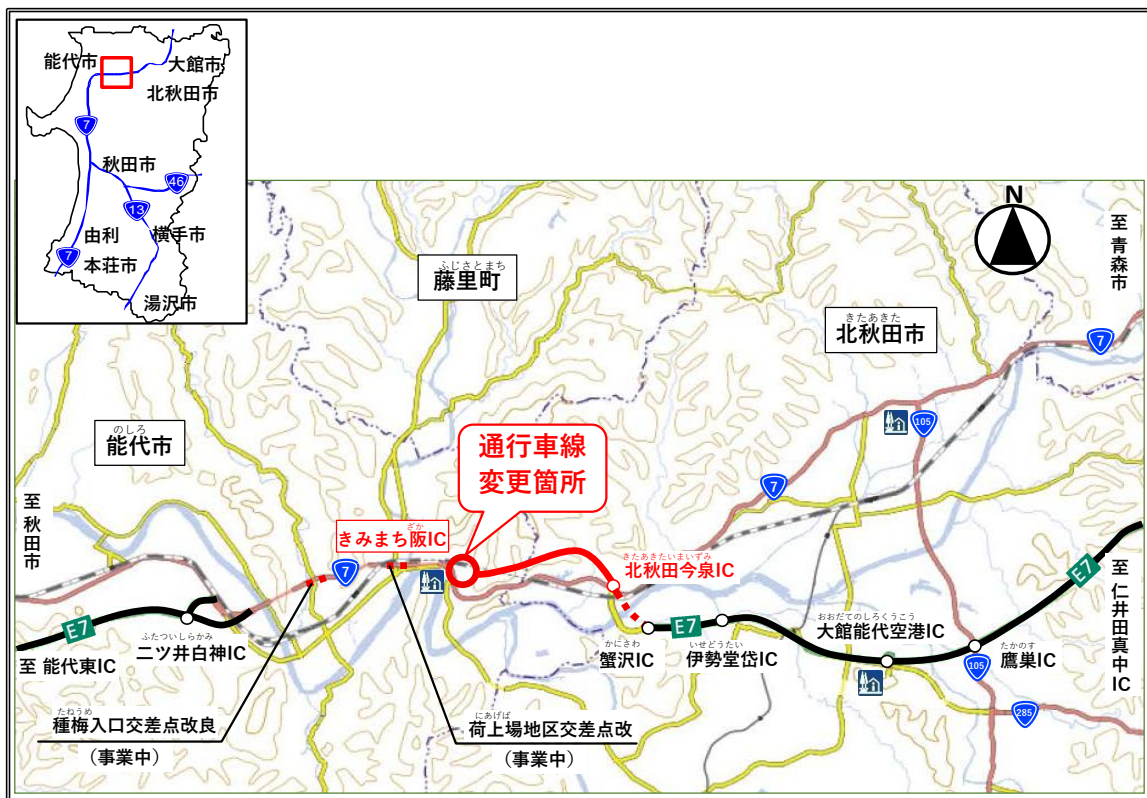 能代市
大館市
北秋田市
7
秋田市
46
13
由利
本荘市
横手市
7
湯沢市
N
至 青森市
ふじさとまち
藤里町
きたあきた
北秋田市
7
のしろ
能代市
通行車線
変更箇所
105
7
至 秋田市
ざか
きみまち阪IC
7
きたあきたいまいずみ
北秋田今泉IC
E7
至 仁井田真中IC
E7
ふたついしらかみ
二ツ井白神IC
至 能代東IC
かにさわ
蟹沢IC
E7
いせどうたい
伊勢堂岱IC
おおだてのしろくうこう
大館能代空港IC
たかのす
鷹巣IC
105
285
たねうめ
種梅入口交差点改良
(事業中)
にあげば
荷上場地区交差点改
(事業中)